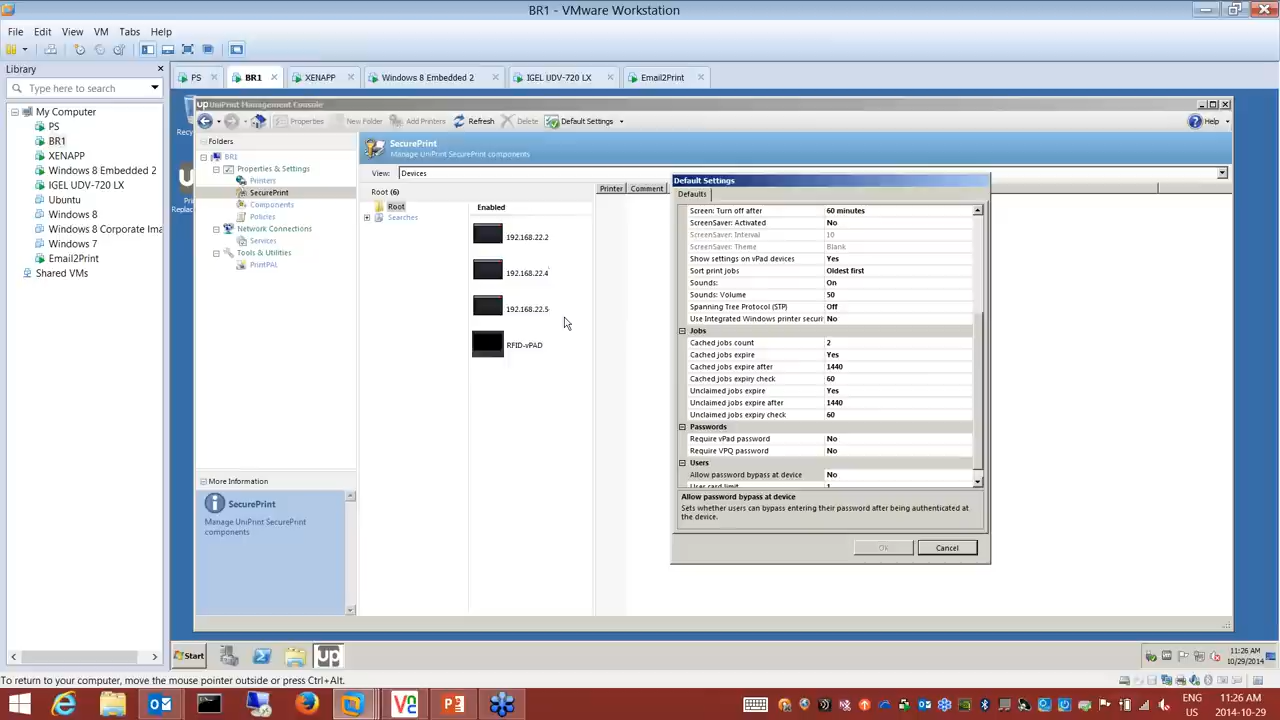 BR1 - VMware Workstation
File Edit View VM Tabs Help
Library
Type here to search
My Computer
PS
BR1
XENAPP
Windows 8 Embedded 2
IGEL UDV-720 LX
Ubuntu
Windows 8
Windows 8 Corporate Ima
Windows 7
Email2Print
Shared VMs
PS BR1 XENAPP Windows 8 Embedded 2 IGEL UDV-720 LX Email2Print
Recy
Pri
Replac
up UniPrint Management Console
Properties New Folder Add Printers Refresh Delete Default Settings Help
Folders
BR1
Properties & Settings
Printers
SecurePrint
Components
Policies
Network Connections
Services
Tools & Utilities
PrintPAL
More Information
SecurePrint
Manage UniPrint SecurePrint
components
SecurePrint
Manage UniPrint SecurePrint components
View: Devices
Root (6)
Root
Searches
Enabled
192.168.22.2
192.168.22.4
192.168.22.5
RFID-vPAD
Printer Comment
Default Settings
Defaults
Screen: Turn off after 60 minutes
ScreenSaver: Activated No
ScreenSaver: Interval 10
ScreenSaver: Theme Blank
Show settings on vPad devices Yes
Sort print jobs Oldest first
Sounds: On
Sounds: Volume 50
Spanning Tree Protocol (STP) Off
Use Integrated Windows printer securi No
Jobs
Cached jobs count 2
Cached jobs expire Yes
Cached jobs expire after 1440
Cached jobs expiry check 60
Unclaimed jobs expire Yes
Unclaimed jobs expire after 1440
Unclaimed jobs expiry check 60
Passwords
Require vPad password No
Require VPQ password No
Users
Allow password bypass at device No
User card limit 1
Allow password bypass at device
Sets whether users can bypass entering their password after being authenticated at
the device.
Ok Cancel
Start up
11:26 AM
10/29/2014
To return to your computer, move the mouse pointer outside or press Ctrl+Alt.
ENG
US
11:26 AM
2014-10-29